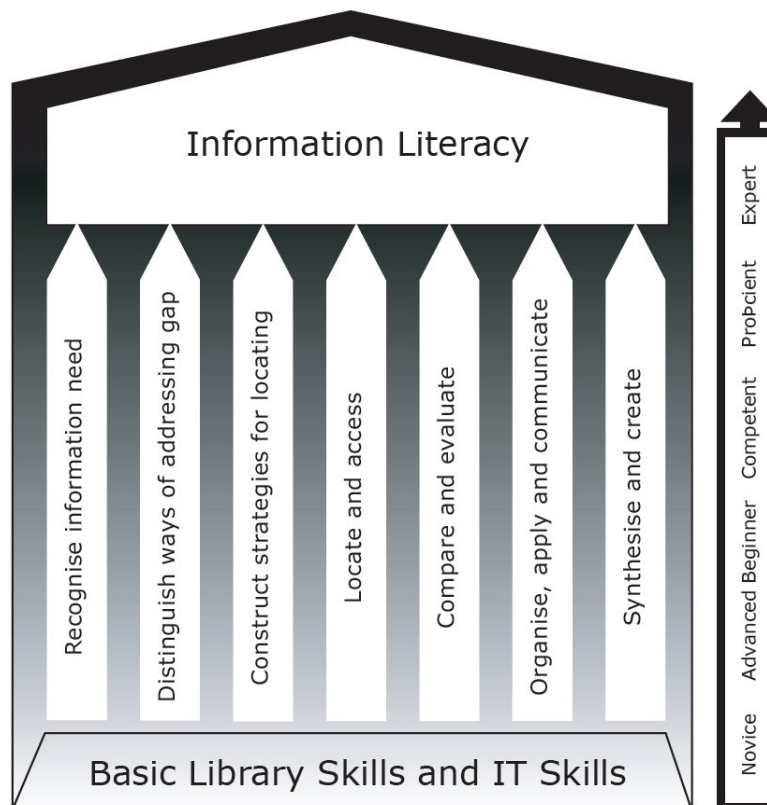 Information Literacy
Recognise information need
Distinguish ways of addressing gap
Construct strategies for locating
Locate and access
Compare and evaluate
Organise, apply and communicate
Synthesise and create
Basic Library Skills and IT Skills
Novice Advanced Beginner Competent ProÞcient Expert